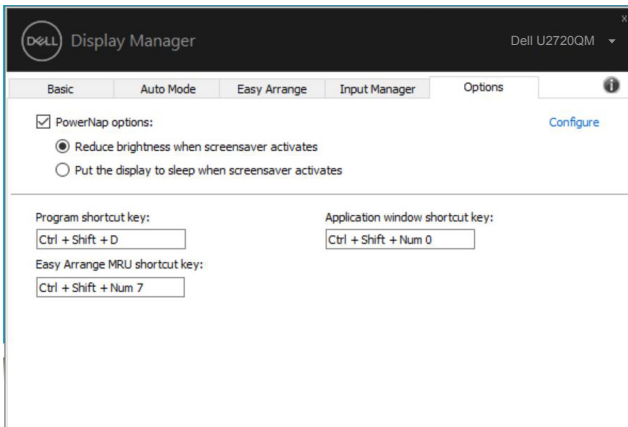 x
DELL Display Manager
Dell U2720QM
Basic Auto Mode Easy Arrange Input Manager Options i
PowerNap options: Configure
Reduce brightness when screensaver activates
Put the display to sleep when screensaver activates
Program shortcut key: Application window shortcut key:
Ctrl + Shift + D Ctrl + Shift + Num 0
Easy Arrange MRU shortcut key:
Ctrl + Shift + Num 7